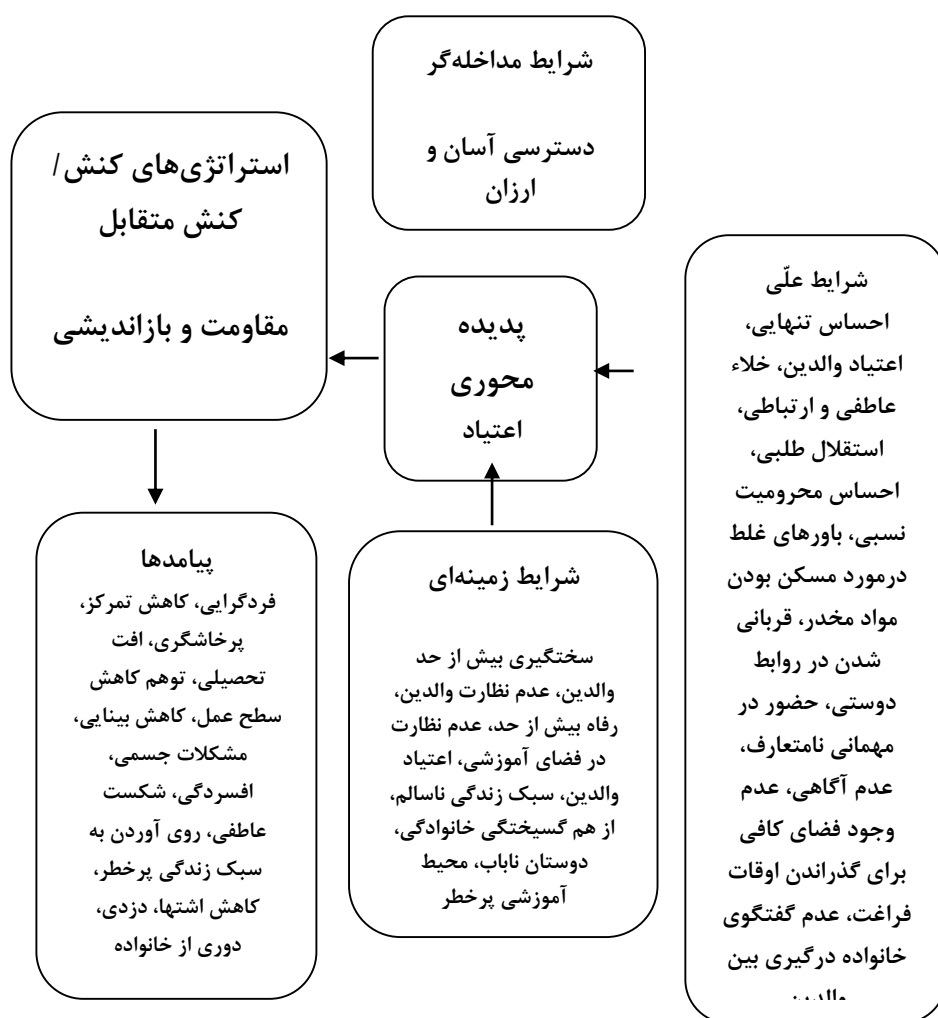 شرایط مداخله‌گر
دسترسی آسان و
ارزان
استراتژی‌های کنش/
کنش متقابل
مقاومت و بازاندیشی
پدیده
محوری
اعتیاد
شرایط علّی
احساس تنهایی،
اعتیاد والدین، خلاء
عاطفی و ارتباطی،
استقلال طلبی،
احساس محرومیت
نسبی، باورهای غلط
درمورد مسکن بودن
مواد مخدر، قربانی
شدن در روابط
دوستی، حضور در
مهمانی نامتعارف،
عدم آگاهی، عدم
وجود فضای کافی
برای گذراندن اوقات
فراغت، عدم گفتگوی
خانواده درگیری بین
والدین
شرایط زمینه‌ای
سختگیری بیش از حد
والدین، عدم نظارت والدین،
رفاه بیش از حد، عدم نظارت
در فضای آموزشی، اعتیاد
والدین، سبک زندگی ناسالم،
از هم گسیختگی خانوادگی،
دوستان ناباب، محیط
آموزشی پرخطر
پیامدها
فردگرایی، کاهش تمرکز،
پرخاشگری، افت
تحصیلی، توهم کاهش
سطح عمل، کاهش بینایی،
مشکلات جسمی،
افسردگی، شکست
عاطفی، روی آوردن به
سبک زندگی پرخطر،
کاهش اشتها، دزدی،
دوری از خانواده